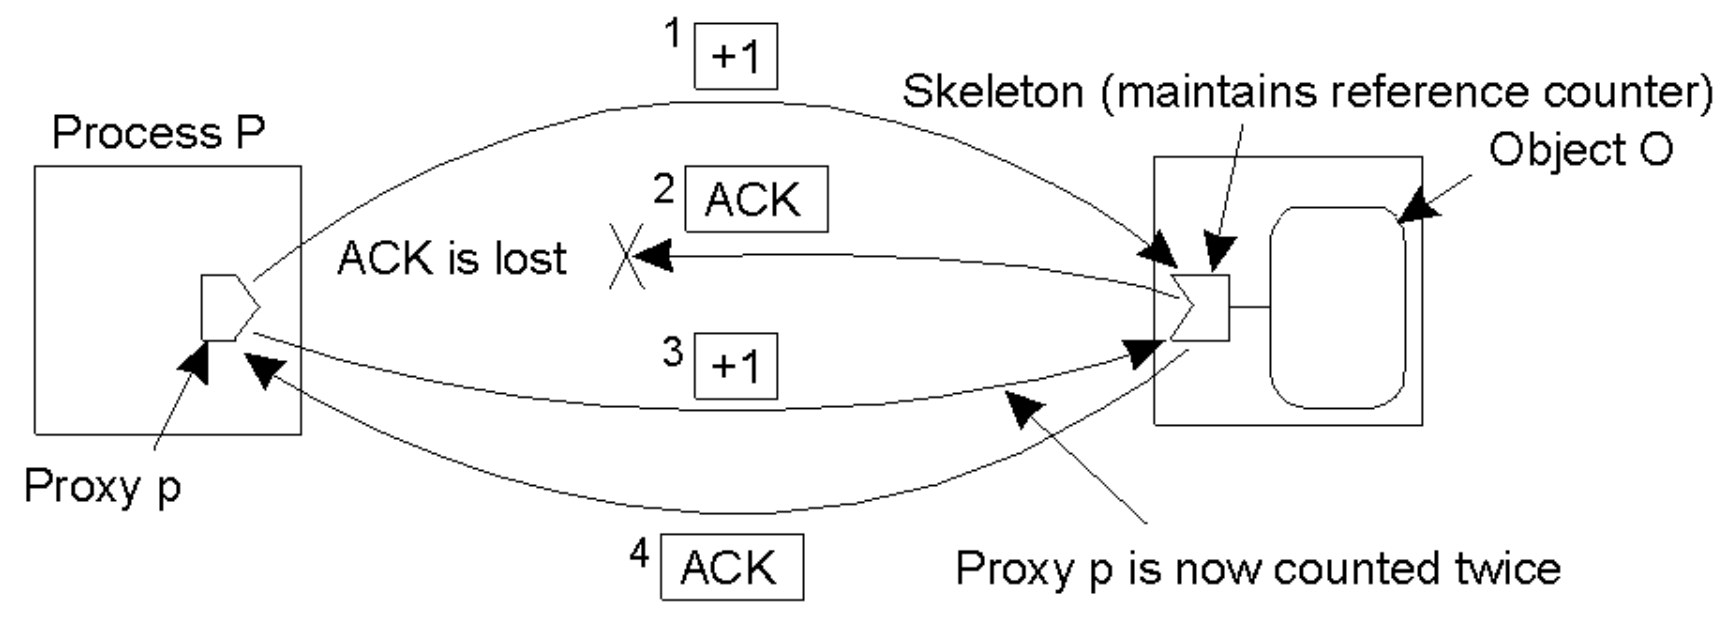 1
+1
Skeleton (maintains reference counter)
Process P
Object O
2
ACK
ACK is lost
3
+1
Proxy p
4
ACK
Proxy p is now counted twice